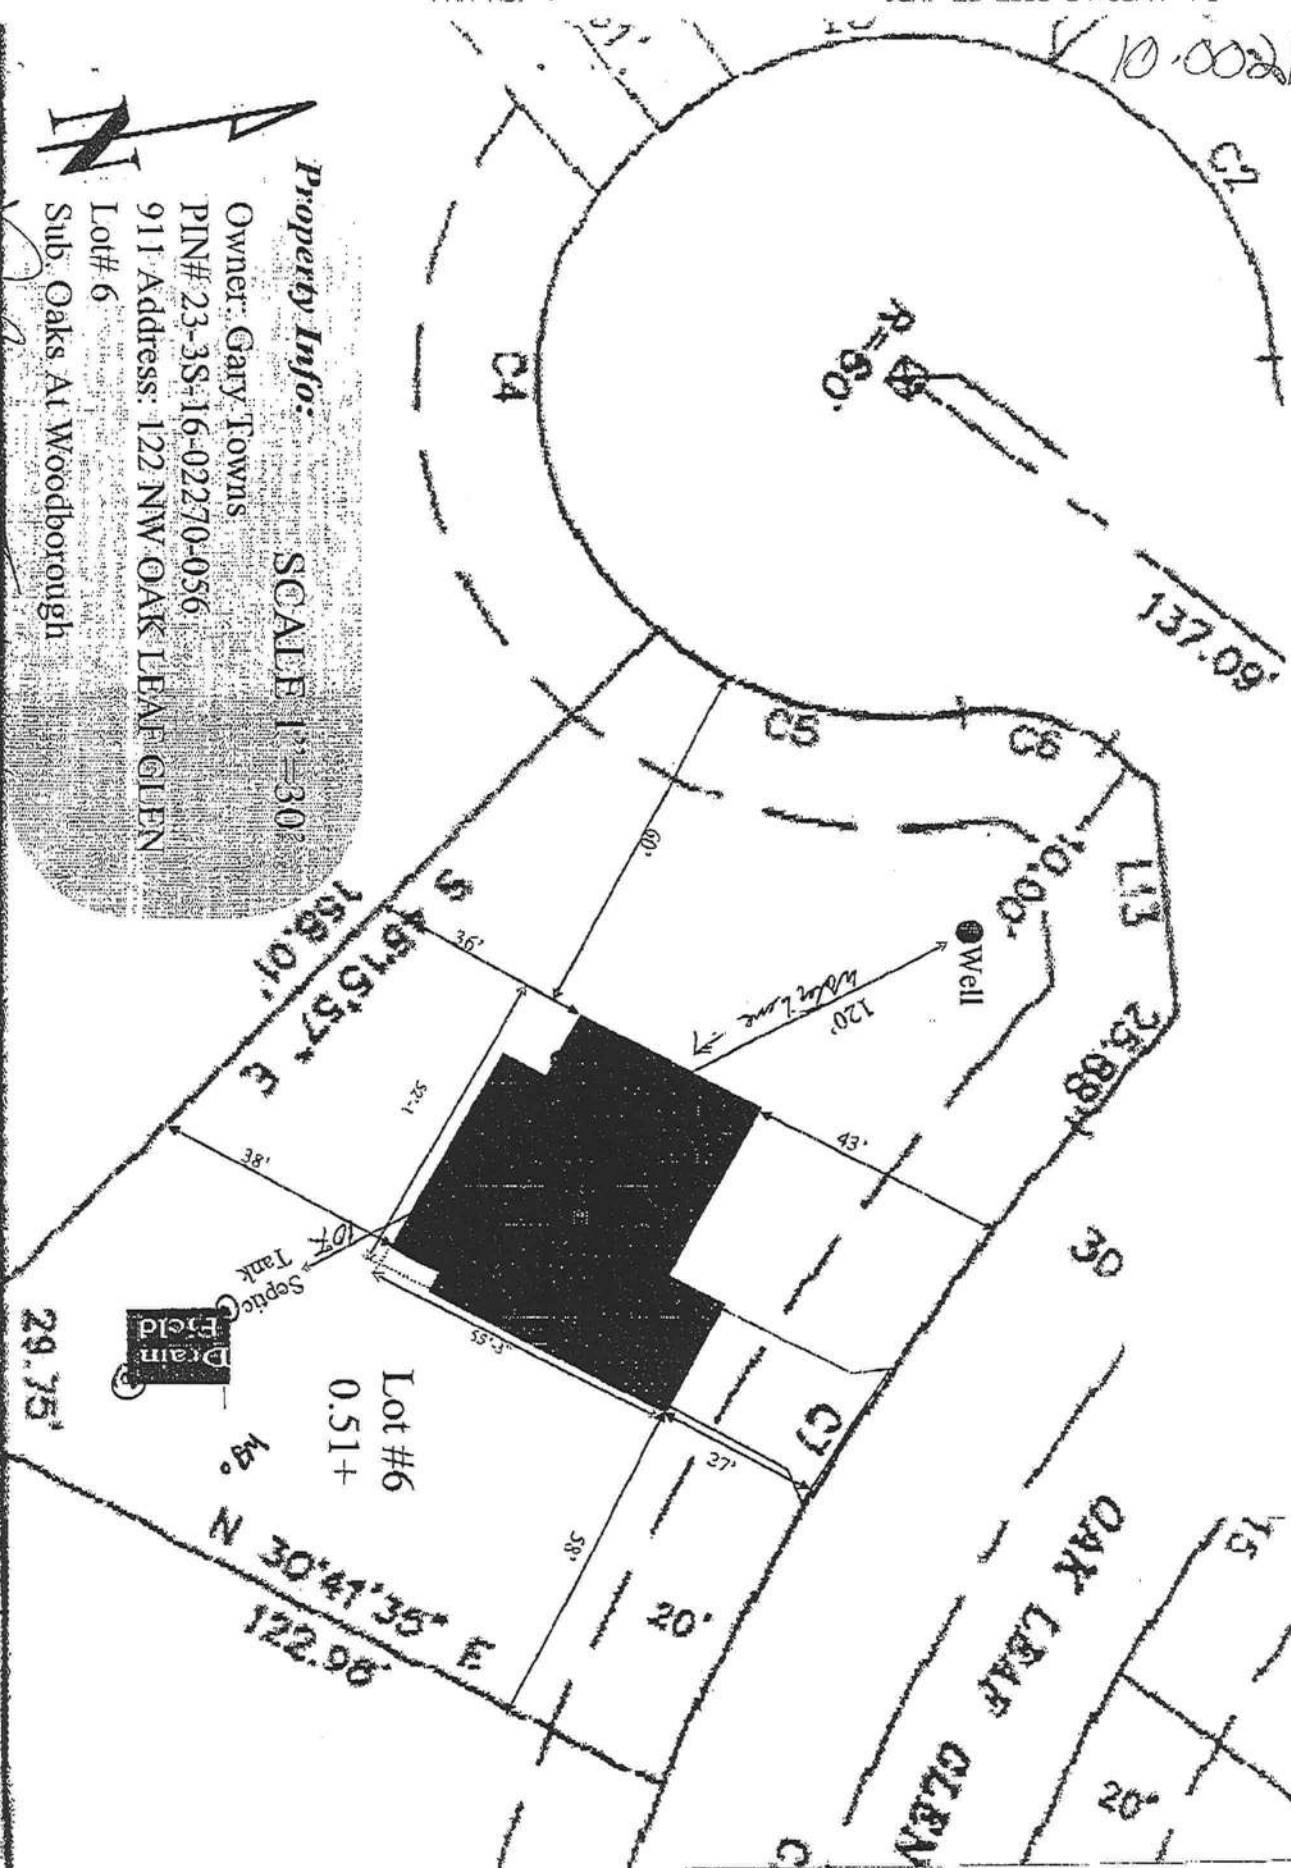 10.002
C2
R=
60.
137.09'
C4
C5
C6
10.00'
L13
25.88
30
C7
OAK LEAF GLEN
15
20'
20'
Well
Water Line
120'
60'
36'
43'
38'
52'-1
55'-5"
27'
58'
107
Septic
Tank
Drain
Field
Lot #6
0.51+
S 46°15'57" E
156.01'
29.75'
N 30°41'35" E
122.98'
N
Property Info:
SCALE 1"=30'
Owner: Gary Towns
PIN# 23-3S-16-02270-056
911 Address: 122 NW OAK LEAF GLEN
Lot# 6
Sub. Oaks At Woodborough